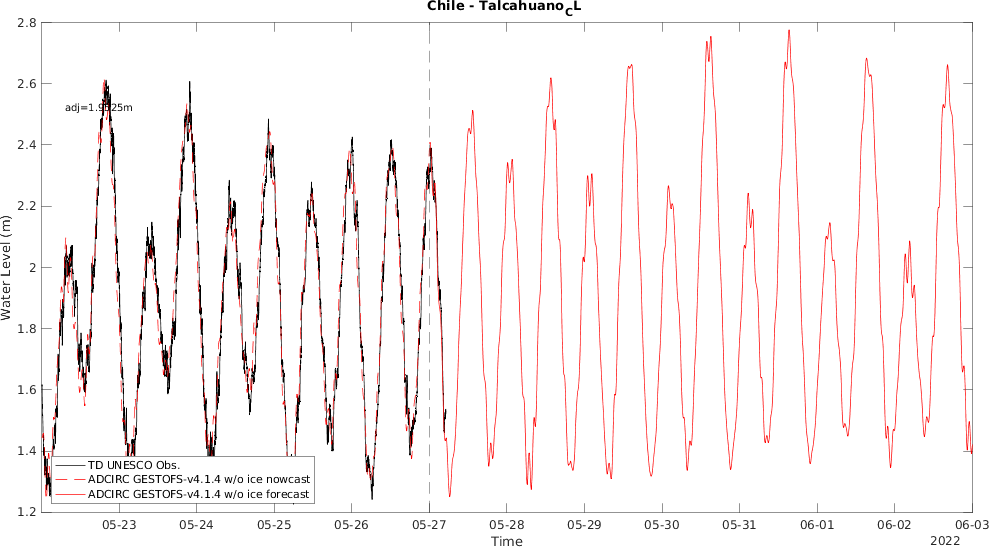 Chile - Talcahuano_CL
2.8
2.6
2.4
2.2
2
1.8
1.6
1.4
1.2
Water Level (m)
TD UNESCO Obs.
ADCIRC GESTOFS-v4.1.4 w/o ice nowcast
ADCIRC GESTOFS-v4.1.4 w/o ice forecast
05-23 05-24 05-25 05-26 05-27 05-28 05-29 05-30 05-31 06-01 06-02 06-03
Time
2022